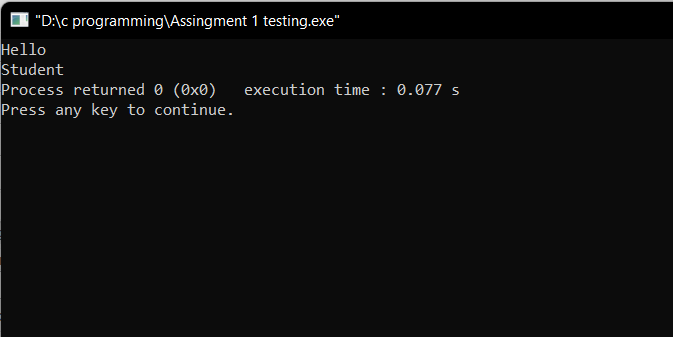 "D:\c programming\Assingment 1 testing.exe"
Hello
Student
Process returned 0 (0x0)   execution time : 0.077 s
Press any key to continue.